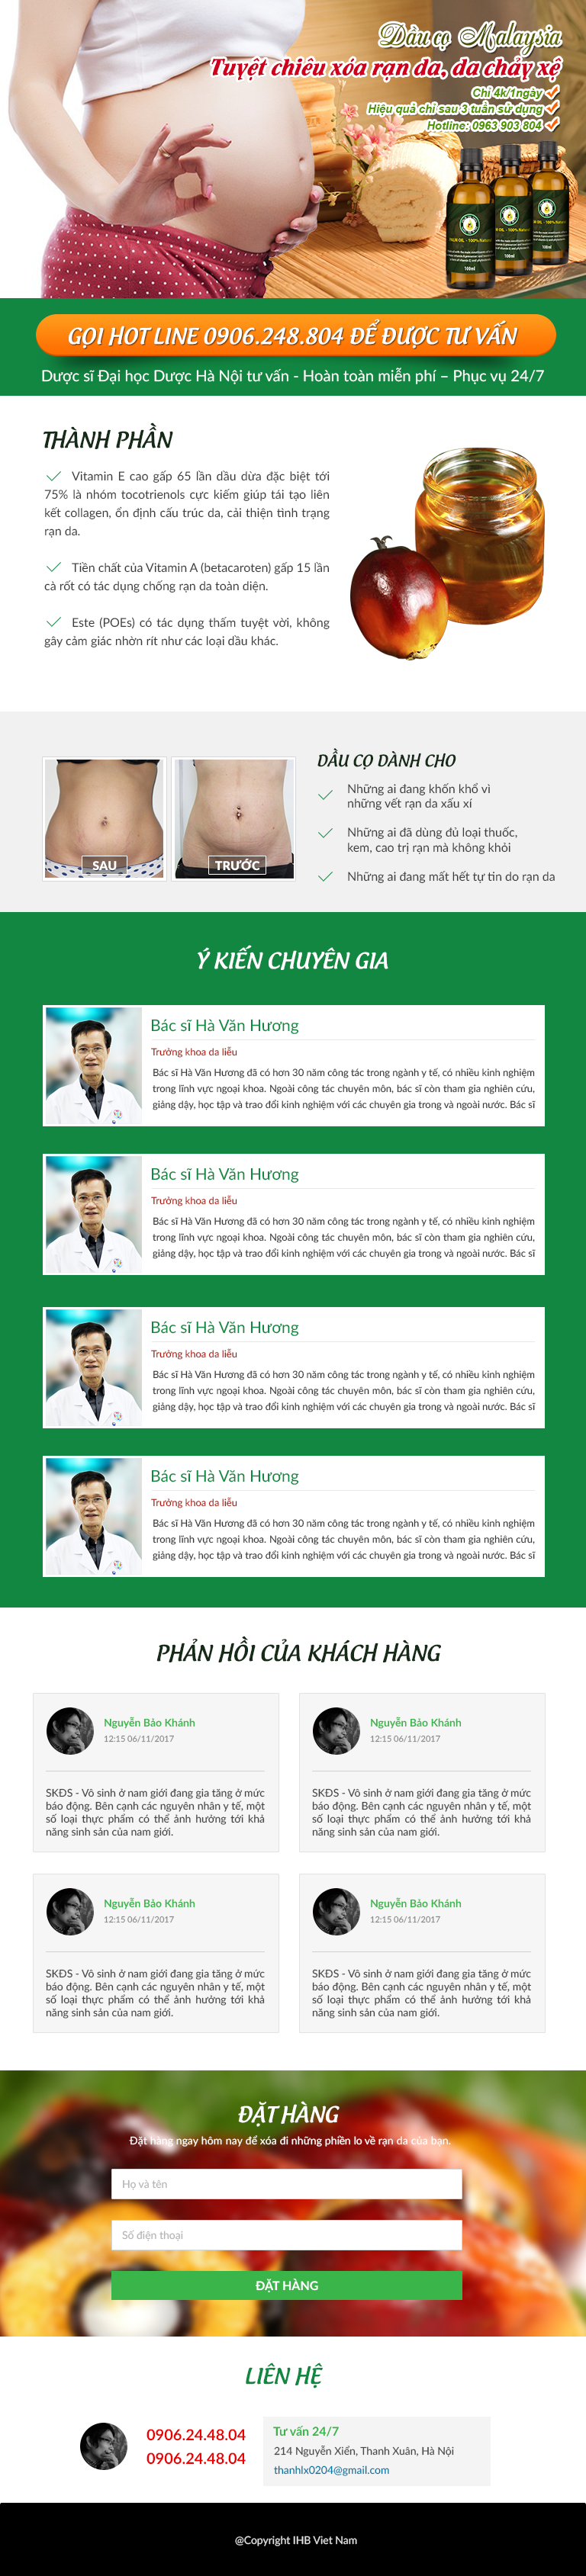 Dầu cọ Malaysia
Tuyệt chiêu xóa rạn da, da chảy xệ
Chỉ 4k/1ngày
Hiệu quả chỉ sau 3 tuần sử dụng
Hotline: 0963 903 804
PALM OIL - 100% Natural
100ml
GỌI HOT LINE 0906.248.804 ĐỂ ĐƯỢC TƯ VẤN
Dược sĩ Đại học Dược Hà Nội tư vấn - Hoàn toàn miễn phí – Phục vụ 24/7
THÀNH PHẦN
Vitamin E cao gấp 65 lần dầu dừa đặc biệt tới
75% là nhóm tocotrienols cực kiếm giúp tái tạo liên
kết collagen, ổn định cấu trúc da, cải thiện tình trạng
rạn da.
Tiền chất của Vitamin A (betacaroten) gấp 15 lần
cà rốt có tác dụng chống rạn da toàn diện.
Este (POEs) có tác dụng thấm tuyệt vời, không
gây cảm giác nhờn rít như các loại dầu khác.
SAU
TRƯỚC
DẦU CỌ DÀNH CHO
Những ai đang khốn khổ vì
những vết rạn da xấu xí
Những ai đã dùng đủ loại thuốc,
kem, cao trị rạn mà không khỏi
Những ai đang mất hết tự tin do rạn da
Ý KIẾN CHUYÊN GIA
Bác sĩ Hà Văn Hương
Trưởng khoa da liễu
Bác sĩ Hà Văn Hương đã có hơn 30 năm công tác trong ngành y tế, có nhiều kinh nghiệm
trong lĩnh vực ngoại khoa. Ngoài công tác chuyên môn, bác sĩ còn tham gia nghiên cứu,
giảng dậy, học tập và trao đổi kinh nghiệm với các chuyên gia trong và ngoài nước. Bác sĩ
Bác sĩ Hà Văn Hương
Trưởng khoa da liễu
Bác sĩ Hà Văn Hương đã có hơn 30 năm công tác trong ngành y tế, có nhiều kinh nghiệm
trong lĩnh vực ngoại khoa. Ngoài công tác chuyên môn, bác sĩ còn tham gia nghiên cứu,
giảng dậy, học tập và trao đổi kinh nghiệm với các chuyên gia trong và ngoài nước. Bác sĩ
Bác sĩ Hà Văn Hương
Trưởng khoa da liễu
Bác sĩ Hà Văn Hương đã có hơn 30 năm công tác trong ngành y tế, có nhiều kinh nghiệm
trong lĩnh vực ngoại khoa. Ngoài công tác chuyên môn, bác sĩ còn tham gia nghiên cứu,
giảng dậy, học tập và trao đổi kinh nghiệm với các chuyên gia trong và ngoài nước. Bác sĩ
Bác sĩ Hà Văn Hương
Trưởng khoa da liễu
Bác sĩ Hà Văn Hương đã có hơn 30 năm công tác trong ngành y tế, có nhiều kinh nghiệm
trong lĩnh vực ngoại khoa. Ngoài công tác chuyên môn, bác sĩ còn tham gia nghiên cứu,
giảng dậy, học tập và trao đổi kinh nghiệm với các chuyên gia trong và ngoài nước. Bác sĩ
PHẢN HỒI CỦA KHÁCH HÀNG
Nguyễn Bảo Khánh
12:15 06/11/2017
SKĐS - Vô sinh ở nam giới đang gia tăng ở mức
báo động. Bên cạnh các nguyên nhân y tế, một
số loại thực phẩm có thể ảnh hưởng tới khả
năng sinh sản của nam giới.
Nguyễn Bảo Khánh
12:15 06/11/2017
SKĐS - Vô sinh ở nam giới đang gia tăng ở mức
báo động. Bên cạnh các nguyên nhân y tế, một
số loại thực phẩm có thể ảnh hưởng tới khả
năng sinh sản của nam giới.
Nguyễn Bảo Khánh
12:15 06/11/2017
SKĐS - Vô sinh ở nam giới đang gia tăng ở mức
báo động. Bên cạnh các nguyên nhân y tế, một
số loại thực phẩm có thể ảnh hưởng tới khả
năng sinh sản của nam giới.
Nguyễn Bảo Khánh
12:15 06/11/2017
SKĐS - Vô sinh ở nam giới đang gia tăng ở mức
báo động. Bên cạnh các nguyên nhân y tế, một
số loại thực phẩm có thể ảnh hưởng tới khả
năng sinh sản của nam giới.
ĐẶT HÀNG
Đặt hàng ngay hôm nay để xóa đi những phiền lo về rạn da của bạn.
Họ và tên
Số điện thoại
ĐẶT HÀNG
LIÊN HỆ
0906.24.48.04
0906.24.48.04
Tư vấn 24/7
214 Nguyễn Xiển, Thanh Xuân, Hà Nội
thanhlx0204@gmail.com
@Copyright IHB Viet Nam